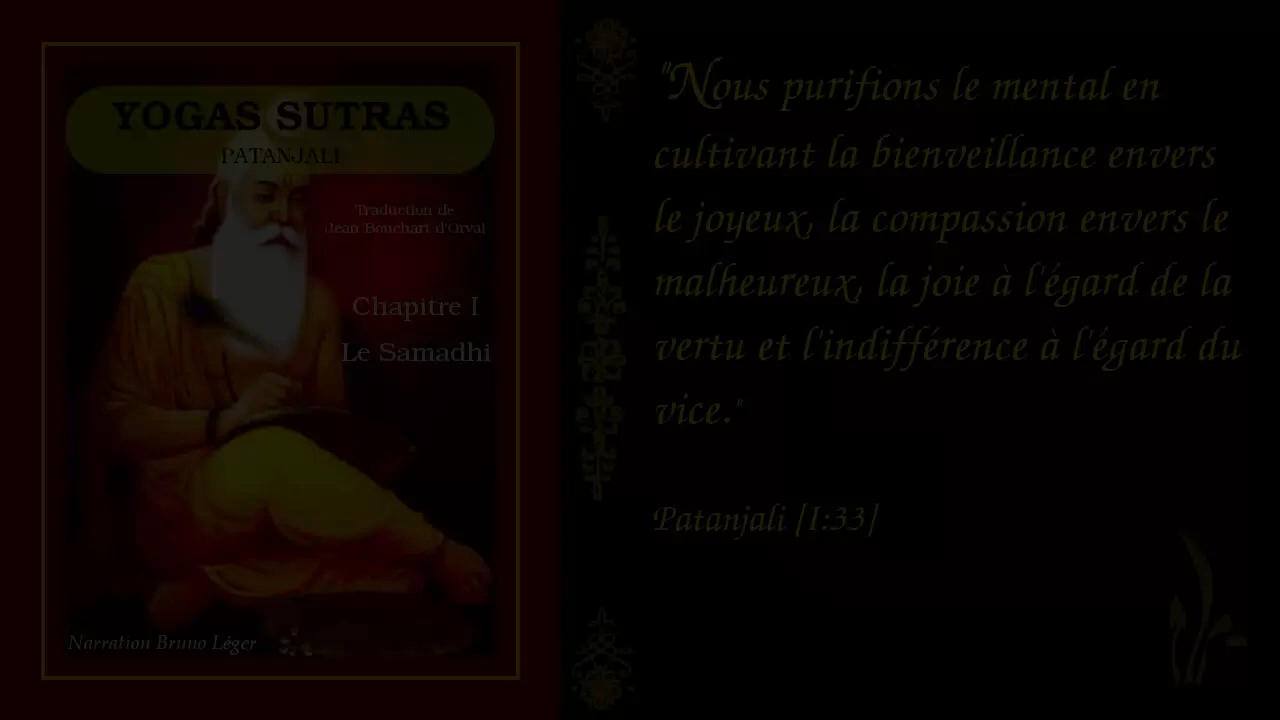 YOGAS SUTRAS
PATANJALI
Traduction de
Jean Bouchart d'Orval
Chapitre I
Le Samadhi
Narration Bruno Léger
"Nous purifions le mental en
cultivant la bienveillance envers
le joyeux, la compassion envers le
malheureux, la joie à l'égard de la
vertu et l'indifférence à l'égard du
vice."
Patanjali [I:33]